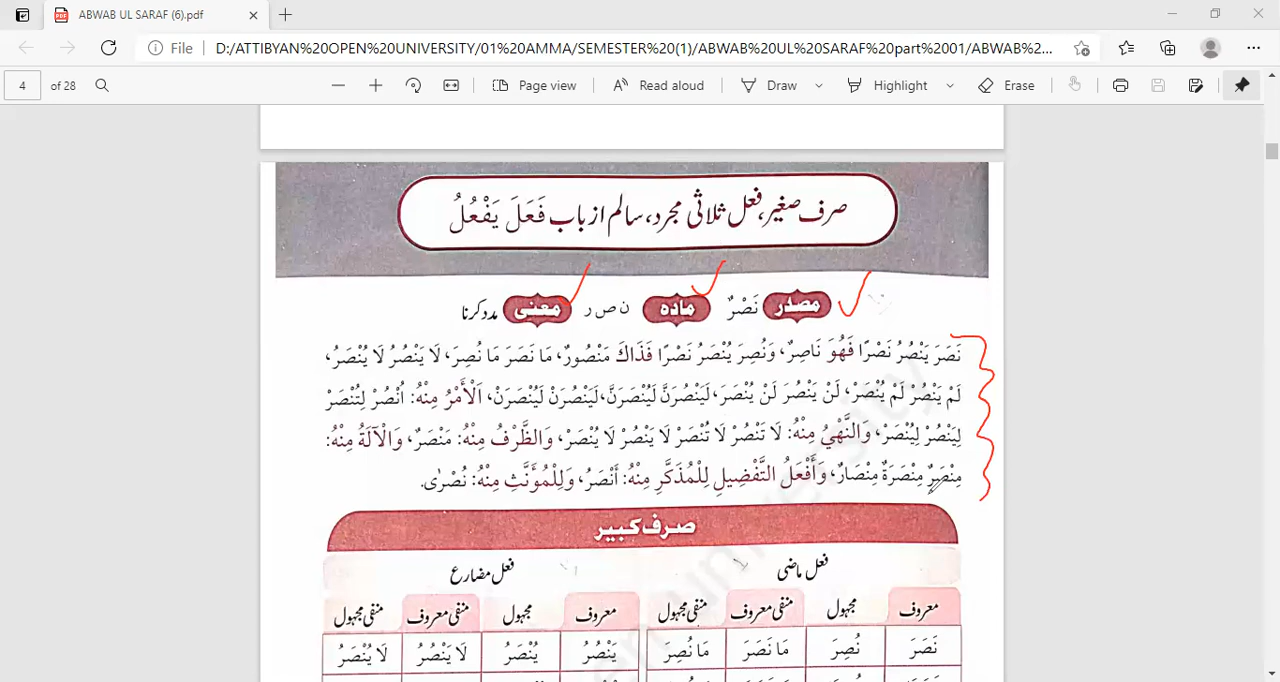 ABWAB UL SARAF (6).pdf
File D:/ATTIBYAN%20OPEN%20UNIVERSITY/01%20AMMA/SEMESTER%20(1)/ABWAB%20UL%20SARAF%20part%2001/ABWAB%2...
4 of 28 Page view Read aloud Draw Highlight Erase
صرف صغیر، فعل ثلاثی مجرد، سالم از باب فَعَلَ يَفْعُلُ
مصدر نَصْرٌ مادہ ن ص ر معنی مدد کرنا
نَصَرَ يَنْصُرُ نَصْرًا فَهُوَ نَاصِرٌ، وَنُصِرَ يُنْصَرُ نَصْرًا فَذَاكَ مَنْصُورٌ، مَا نَصَرَ مَا نُصِرَ، لَا يَنْصُرُ لَا يُنْصَرُ،
لَمْ يَنْصُرْ لَمْ يُنْصَرْ، لَنْ يَنْصُرَ لَنْ يُنْصَرَ، لَيَنْصُرَنَّ لَيُنْصَرَنَّ، لَيَنْصُرَنْ لَيُنْصَرَنْ، اَلْأَمْرُ مِنْهُ: اُنْصُرْ لِتُنْصَرْ
لِيَنْصُرْ لِيُنْصَرْ، وَالنَّهْيُ مِنْهُ: لَا تَنْصُرْ لَا تُنْصَرْ لَا يَنْصُرْ لَا يُنْصَرْ، وَالظَّرْفُ مِنْهُ: مَنْصَرٌ، وَالْآلَةُ مِنْهُ:
مِنْصَرٌ مِنْصَرَةٌ مِنْصَارٌ، وَأَفْعَلُ التَّفْضِيلِ لِلْمُذَكَّرِ مِنْهُ: أَنْصَرُ، وَلِلْمُؤَنَّثِ مِنْهُ: نُصْرٰى.
صرف کبیر
فعل ماضی فعل مضارع
معروف مجہول منفی معروف منفی مجہول معروف مجہول منفی معروف منفی مجہول
نَصَرَ نُصِرَ مَا نَصَرَ مَا نُصِرَ يَنْصُرُ يُنْصَرُ لَا يَنْصُرُ لَا يُنْصَرُ